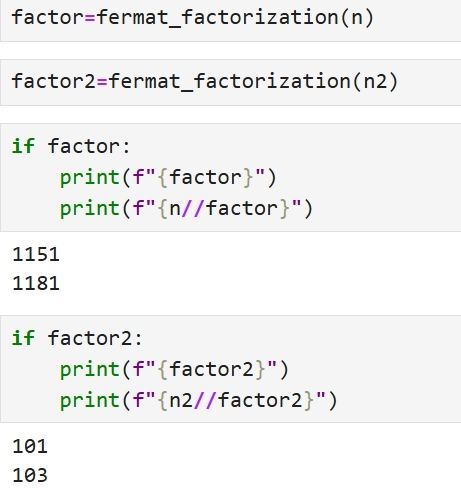 factor=fermat_factorization(n)
factor2=fermat_factorization(n2)
if factor:
    print(f"{factor}")
    print(f"{n//factor}")
1151
1181
if factor2:
    print(f"{factor2}")
    print(f"{n2//factor2}")
101
103